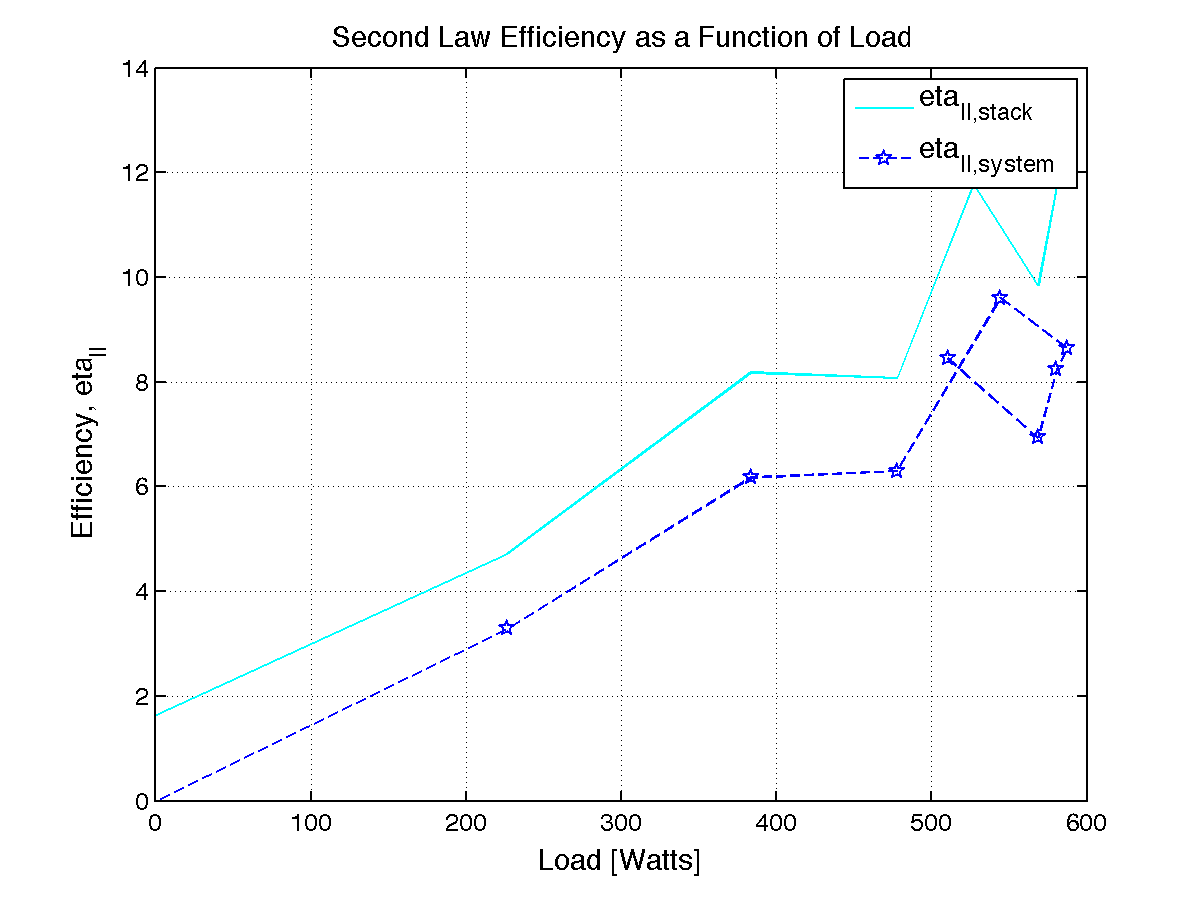 Second Law Efficiency as a Function of Load
14
12
10
8
6
4
2
0
Efficiency, eta_II
eta_II,stack
eta_II,system
0 100 200 300 400 500 600
Load [Watts]